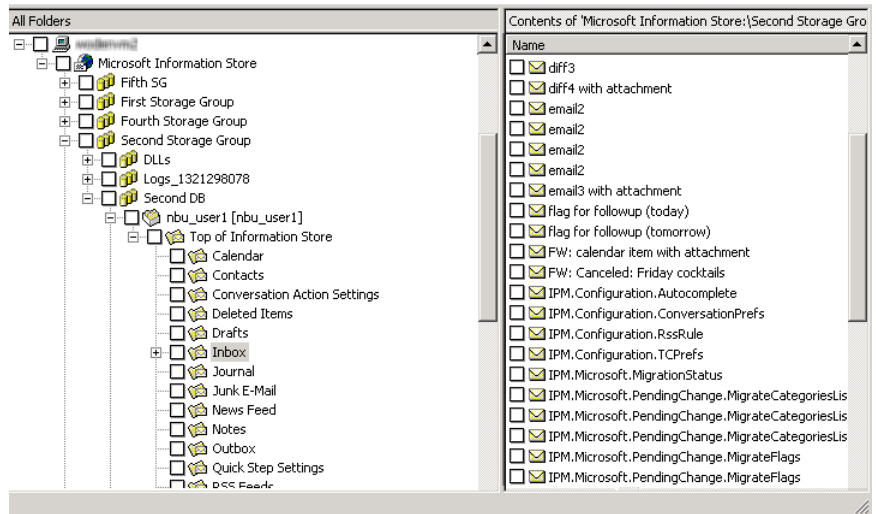 All Folders
Microsoft Information Store
Fifth SG
First Storage Group
Fourth Storage Group
Second Storage Group
DLLs
Logs_1321298078
Second DB
nbu_user1 [nbu_user1]
Top of Information Store
Calendar
Contacts
Conversation Action Settings
Deleted Items
Drafts
Inbox
Journal
Junk E-Mail
News Feed
Notes
Outbox
Quick Step Settings
RSS Feeds
Contents of 'Microsoft Information Store:\Second Storage Gro
Name
diff3
diff4 with attachment
email2
email2
email2
email2
email3 with attachment
flag for followup (today)
flag for followup (tomorrow)
FW: calendar item with attachment
FW: Canceled: Friday cocktails
IPM.Configuration.Autocomplete
IPM.Configuration.ConversationPrefs
IPM.Configuration.RssRule
IPM.Configuration.TCPrefs
IPM.Microsoft.MigrationStatus
IPM.Microsoft.PendingChange.MigrateCategoriesLis
IPM.Microsoft.PendingChange.MigrateCategoriesLis
IPM.Microsoft.PendingChange.MigrateCategoriesLis
IPM.Microsoft.PendingChange.MigrateFlags
IPM.Microsoft.PendingChange.MigrateFlags